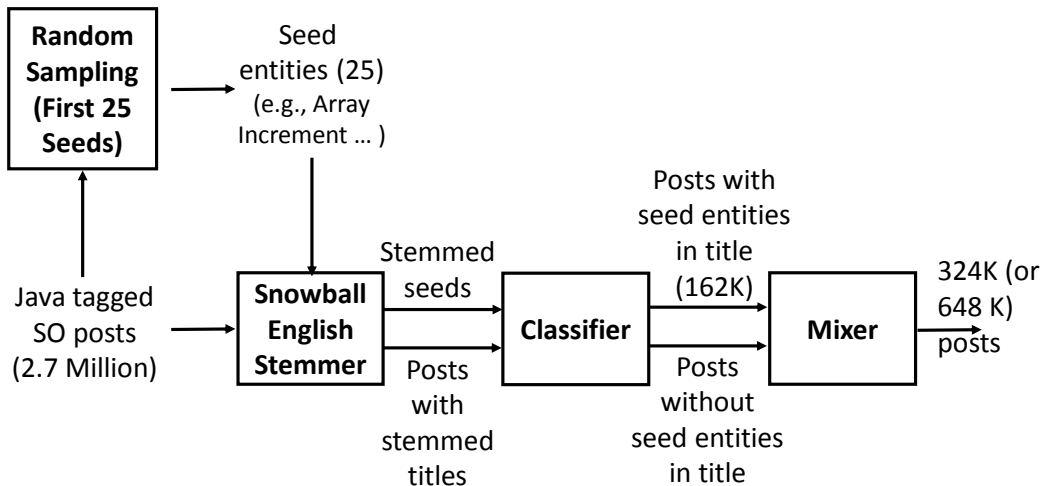 Random
Sampling
(First 25
Seeds)
Seed
entities (25)
(e.g., Array
Increment ... )
Java tagged
SO posts
(2.7 Million)
Snowball
English
Stemmer
Stemmed
seeds
Posts
with
stemmed
titles
Classifier
Posts with
seed entities
in title
(162K)
Posts
without
seed entities
in title
Mixer
324K (or
648 K)
posts